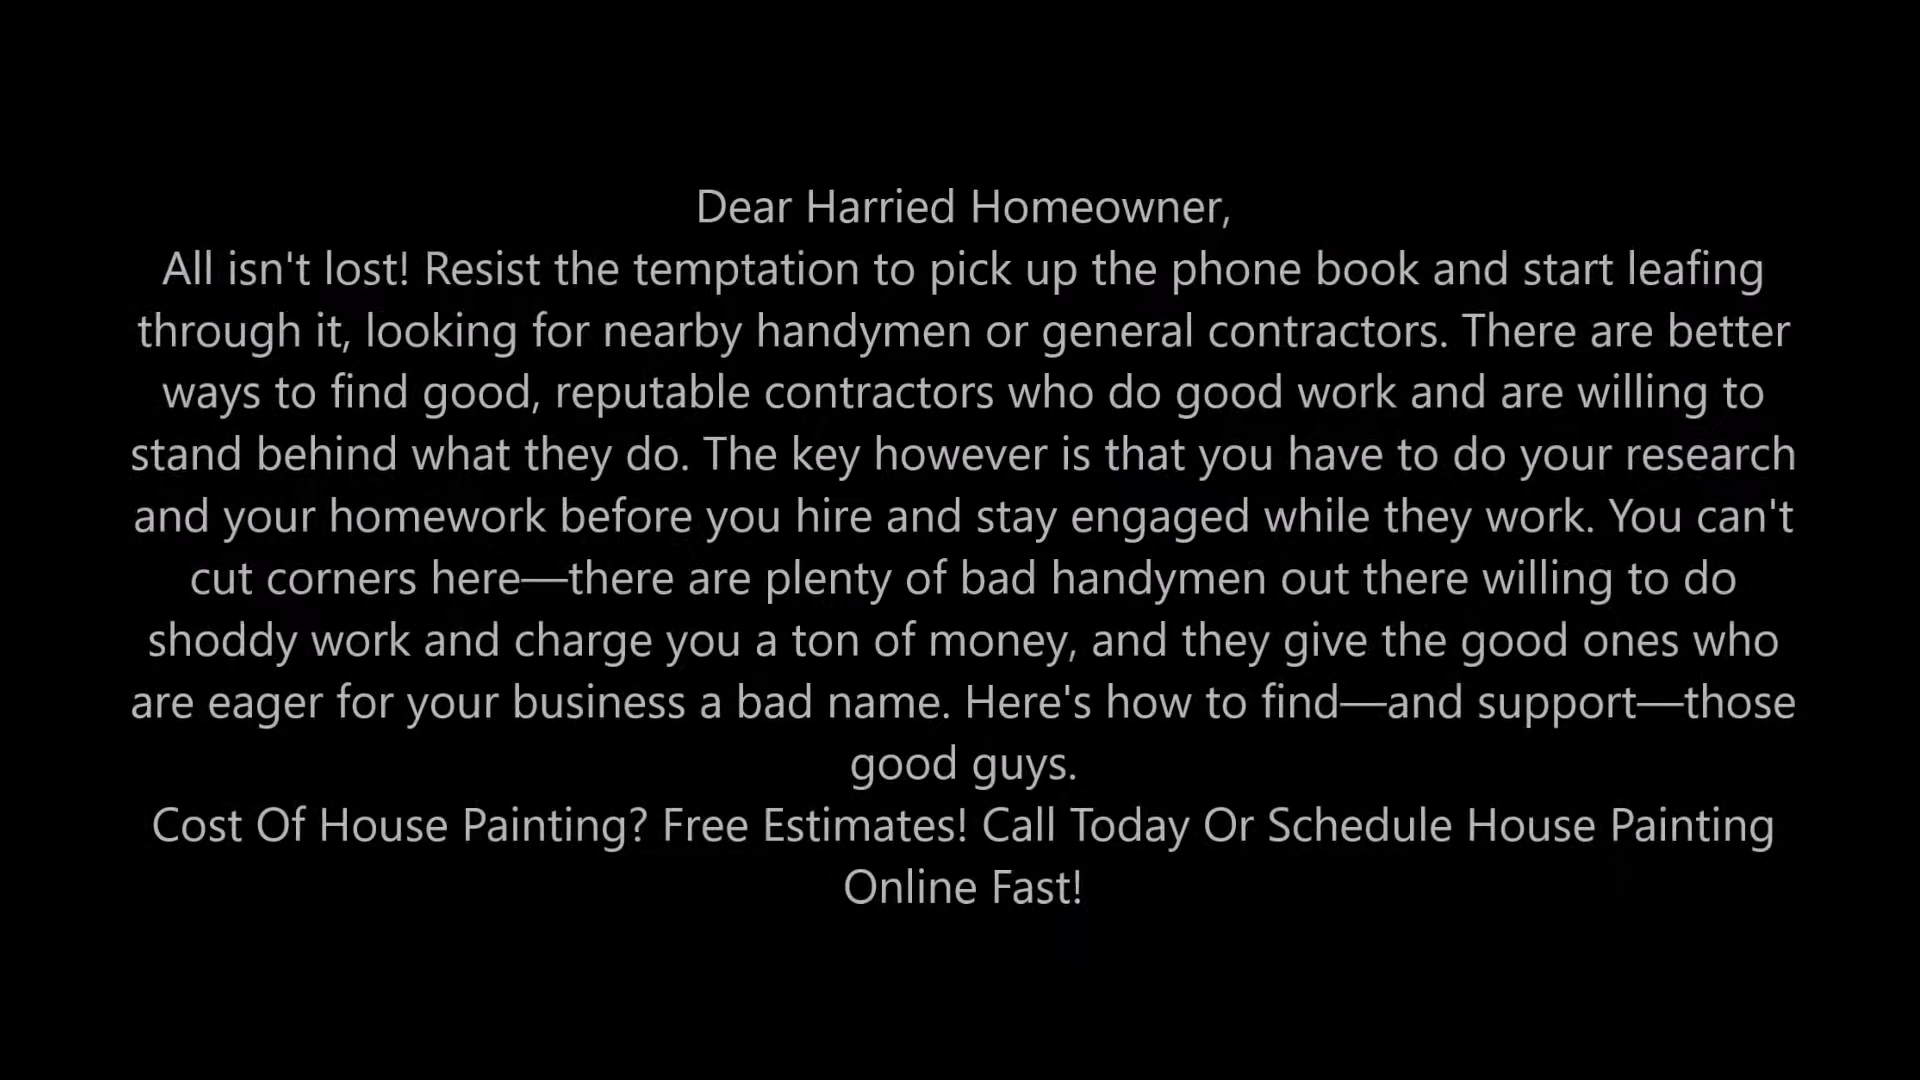 Dear Harried Homeowner,
All isn't lost! Resist the temptation to pick up the phone book and start leafing
through it, looking for nearby handymen or general contractors. There are better
ways to find good, reputable contractors who do good work and are willing to
stand behind what they do. The key however is that you have to do your research
and your homework before you hire and stay engaged while they work. You can't
cut corners here—there are plenty of bad handymen out there willing to do
shoddy work and charge you a ton of money, and they give the good ones who
are eager for your business a bad name. Here's how to find—and support—those
good guys.
Cost Of House Painting? Free Estimates! Call Today Or Schedule House Painting
Online Fast!